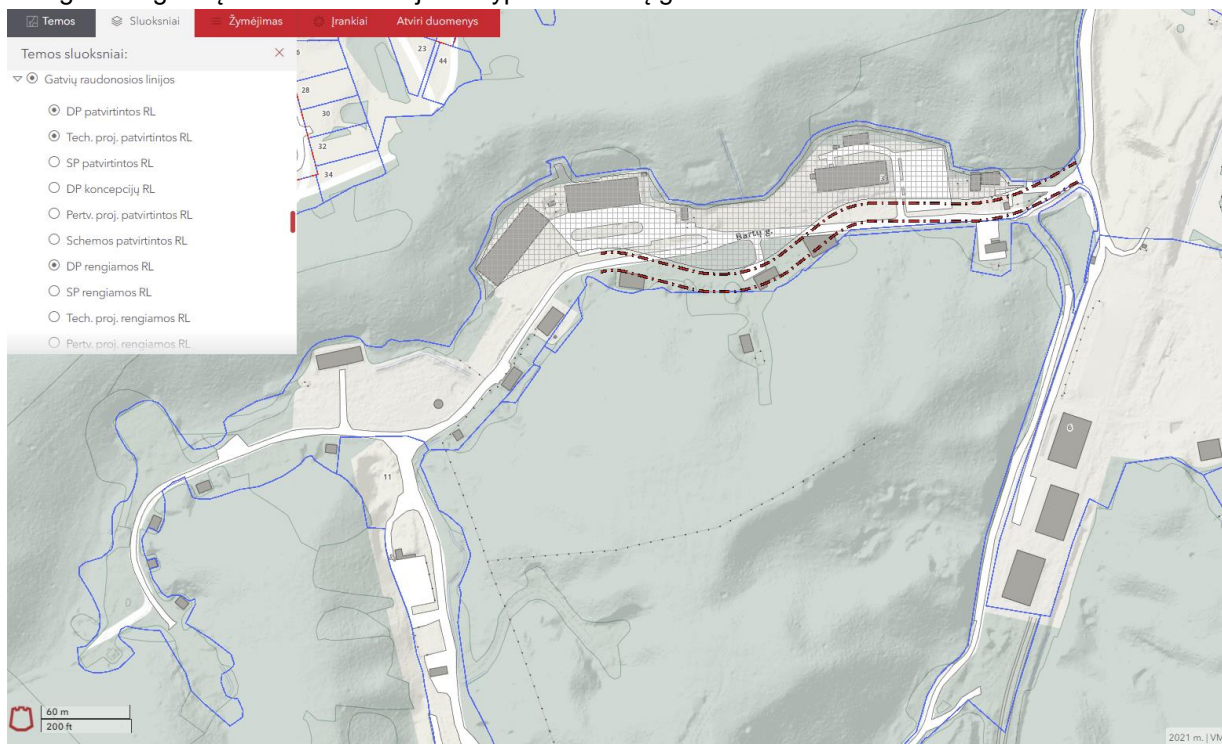 Temos
Sluoksniai
Žymėjimas
Įrankiai
Atviri duomenys
Temos sluoksniai:
Gatvių raudonosios linijos
DP patvirtintos RL
Tech. proj. patvirtintos RL
SP patvirtintos RL
DP koncepcijų RL
Pertv. proj. patvirtintos RL
Schemos patvirtintos RL
DP rengiamos RL
SP rengiamos RL
Tech. proj. rengiamos RL
Pertv. proj. rengiamos RL
23
44
28
30
32
34
Bartų g.
11
60 m
200 ft
2021 m. | VM